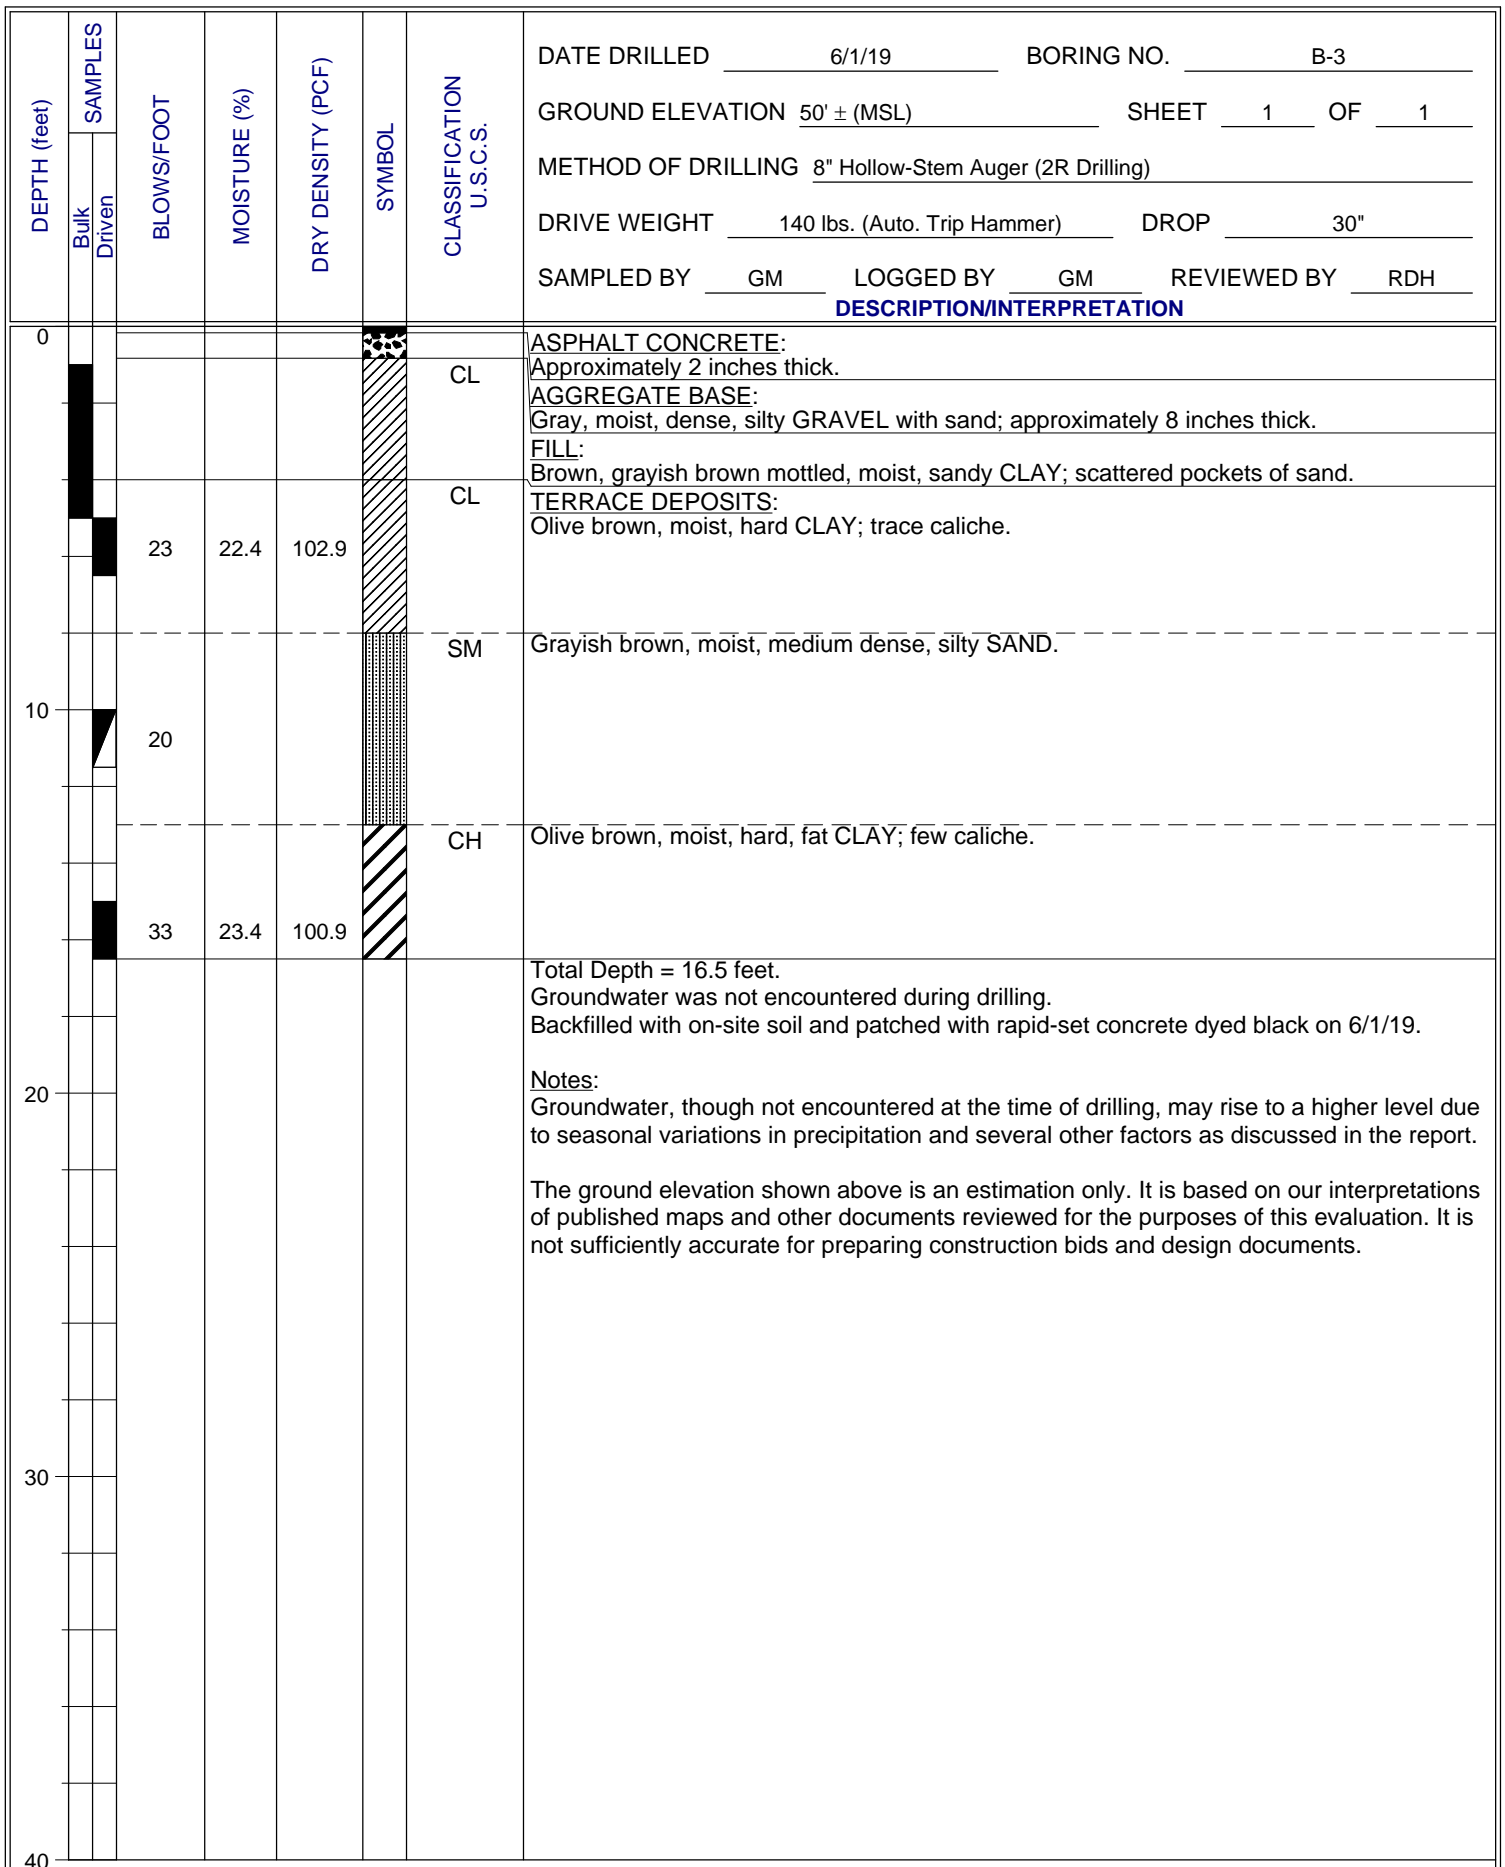 DEPTH (feet)
SAMPLES
Bulk
Driven
BLOWS/FOOT
MOISTURE (%)
DRY DENSITY (PCF)
SYMBOL
CLASSIFICATION
U.S.C.S.
DATE DRILLED 6/1/19 BORING NO. B-3
GROUND ELEVATION 50' ± (MSL) SHEET 1 OF 1
METHOD OF DRILLING 8" Hollow-Stem Auger (2R Drilling)
DRIVE WEIGHT 140 lbs. (Auto. Trip Hammer) DROP 30"
SAMPLED BY GM LOGGED BY GM REVIEWED BY RDH
DESCRIPTION/INTERPRETATION
0 ASPHALT CONCRETE:
Approximately 2 inches thick.
CL
AGGREGATE BASE:
Gray, moist, dense, silty GRAVEL with sand; approximately 8 inches thick.
FILL:
Brown, grayish brown mottled, moist, sandy CLAY; scattered pockets of sand.
CL TERRACE DEPOSITS:
Olive brown, moist, hard CLAY; trace caliche.
23 22.4 102.9
SM Grayish brown, moist, medium dense, silty SAND.
10
20
CH Olive brown, moist, hard, fat CLAY; few caliche.
33 23.4 100.9
Total Depth = 16.5 feet.
Groundwater was not encountered during drilling.
Backfilled with on-site soil and patched with rapid-set concrete dyed black on 6/1/19.
Notes:
20
Groundwater, though not encountered at the time of drilling, may rise to a higher level due
to seasonal variations in precipitation and several other factors as discussed in the report.
The ground elevation shown above is an estimation only. It is based on our interpretations
of published maps and other documents reviewed for the purposes of this evaluation. It is
not sufficiently accurate for preparing construction bids and design documents.
30
40